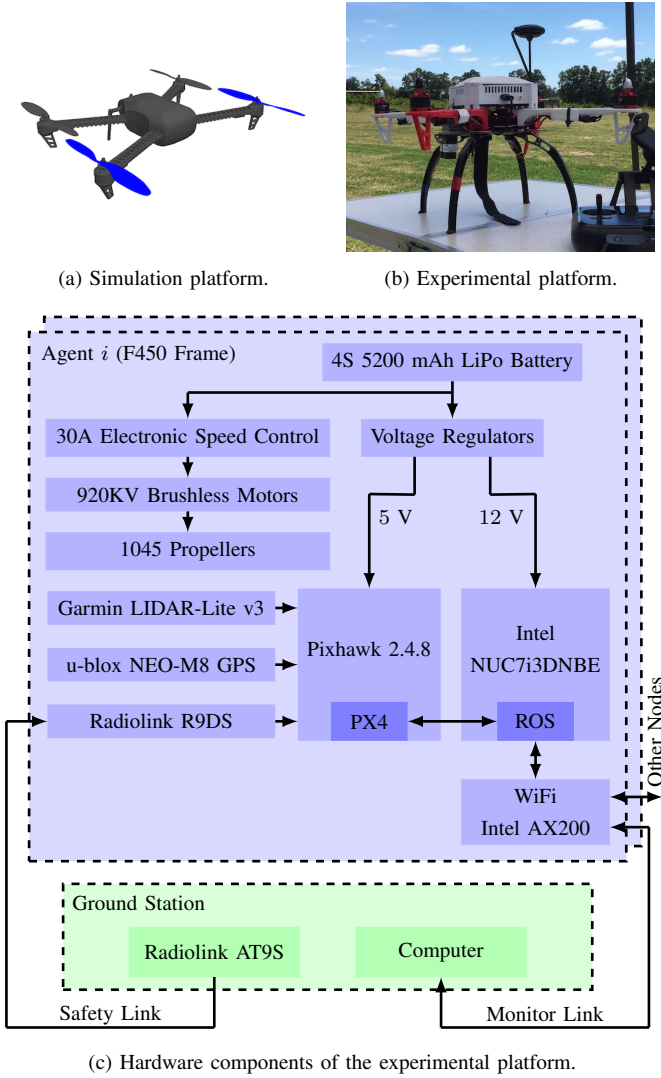 (a) Simulation platform.
(b) Experimental platform.
Agent i (F450 Frame)
4S 5200 mAh LiPo Battery
30A Electronic Speed Control
Voltage Regulators
920KV Brushless Motors
5 V
12 V
1045 Propellers
Garmin LIDAR-Lite v3
Intel
Pixhawk 2.4.8
NUC7i3DNBE
u-blox NEO-M8 GPS
Radiolink R9DS
PX4
ROS
Other Nodes
WiFi
Intel AX200
Ground Station
Radiolink AT9S
Computer
Safety Link
Monitor Link
(c) Hardware components of the experimental platform.